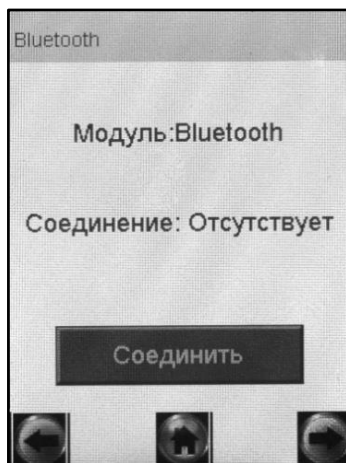 Bluetooth
Модуль:Bluetooth
Соединение: Отсутствует
Соединить